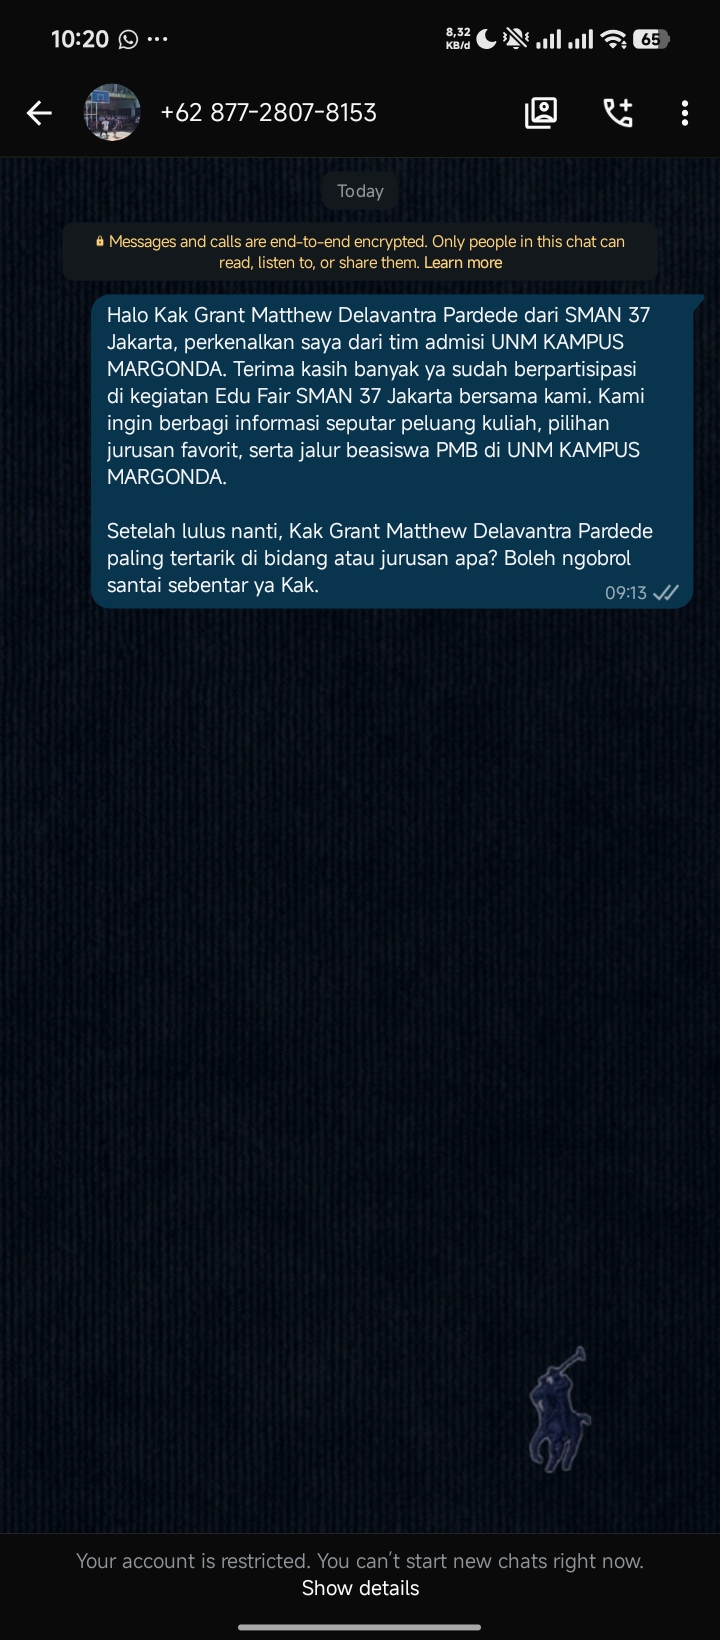 10:20
8,32
KB/d
65
+62 877-2807-8153
Today
Messages and calls are end-to-end encrypted. Only people in this chat can
read, listen to, or share them. Learn more
Halo Kak Grant Matthew Delavantra Pardede dari SMAN 37
Jakarta, perkenalkan saya dari tim admisi UNM KAMPUS
MARGONDA. Terima kasih banyak ya sudah berpartisipasi
di kegiatan Edu Fair SMAN 37 Jakarta bersama kami. Kami
ingin berbagi informasi seputar peluang kuliah, pilihan
jurusan favorit, serta jalur beasiswa PMB di UNM KAMPUS
MARGONDA.
Setelah lulus nanti, Kak Grant Matthew Delavantra Pardede
paling tertarik di bidang atau jurusan apa? Boleh ngobrol
santai sebentar ya Kak.
09:13
Your account is restricted. You can't start new chats right now.
Show details